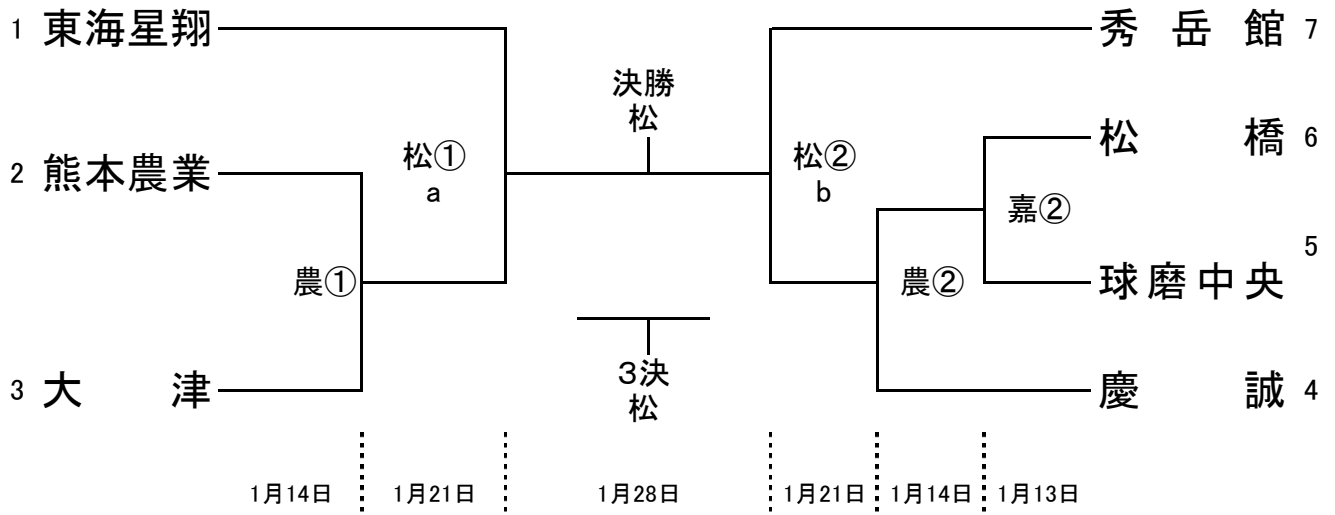 1 東海星翔
秀岳館 7
決勝
松
松橋 6
松①
a
松②
b
2 熊本農業
嘉②
5
農①
農②
球磨中央
3決
松
3 大津
慶誠 4
1月14日 1月21日 1月28日 1月21日 1月14日 1月13日